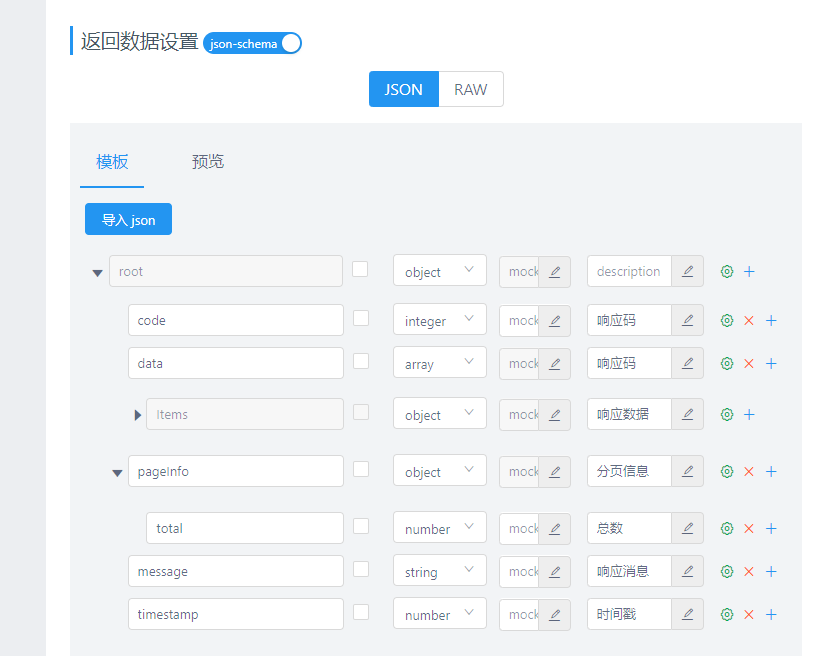 返回数据设置 json-schema
JSON RAW
模板 预览
导入 json
root object mock description
code integer mock 响应码
data array mock 响应码
Items object mock 响应数据
pageInfo object mock 分页信息
total number mock 总数
message string mock 响应消息
timestamp number mock 时间戳